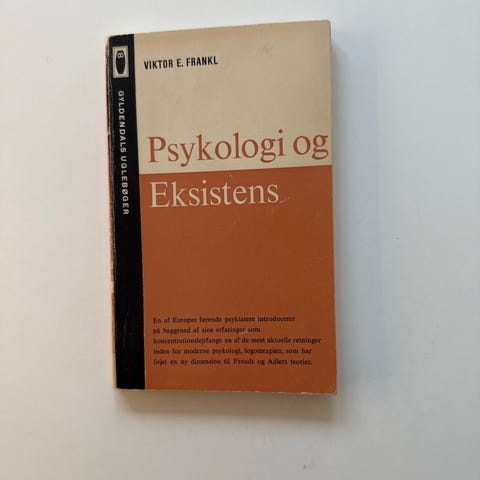 VIKTOR E. FRANKL
Psykologi og
Eksistens
En af Europas førende psykiatere introducerer
på baggrund af sine erfaringer som
koncentrationslejrfange en af de mest aktuelle retninger
inden for moderne psykologi, logoterapien, som har
føjet en ny dimension til Freuds og Adlers teorier.
GYLDENDALS UGLEBØGER